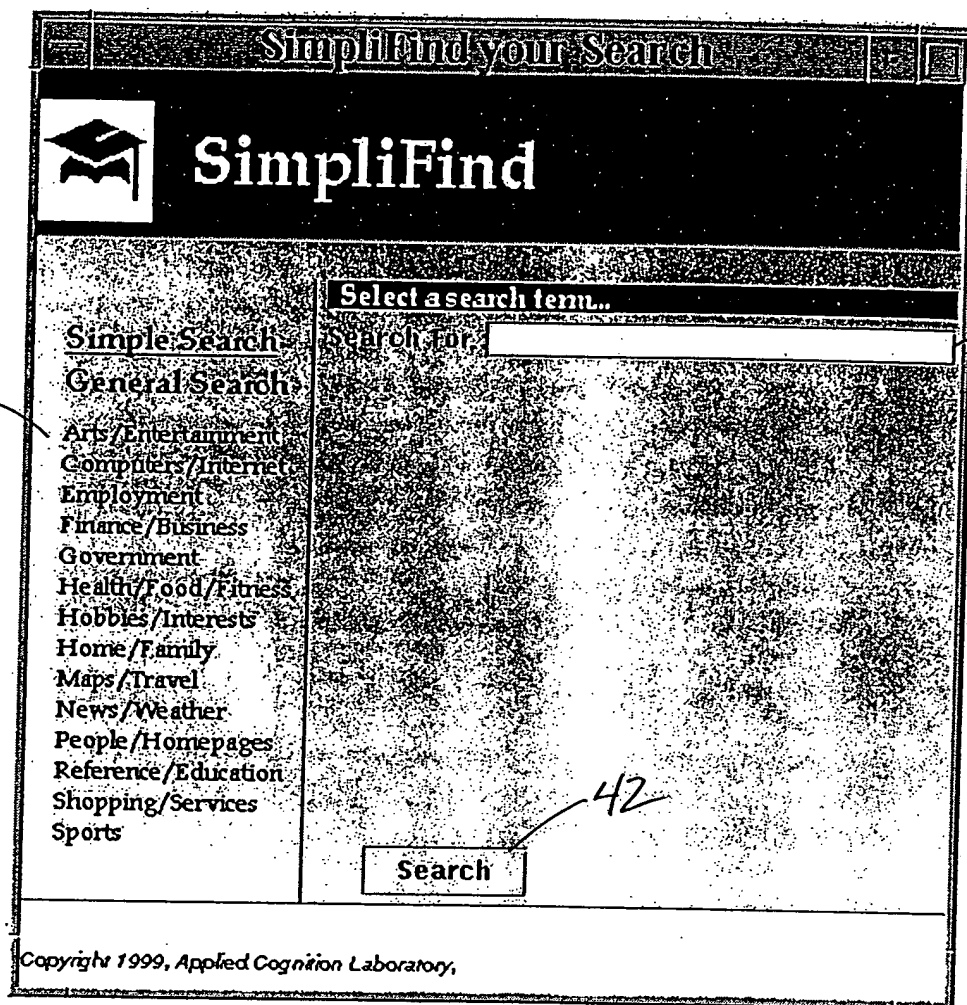 SimpliFind your Search
SimpliFind
Select a search term...
Search For
Simple Search
General Search
Arts/Entertainment
Computers/Internet
Employment
Finance/Business
Government
Health/Food/Fitness
Hobbies/Interests
Home/Family
Maps/Travel
News/Weather
People/Homepages
Reference/Education
Shopping/Services
Sports
42
Search
Copyright 1999, Applied Cognition Laboratory,